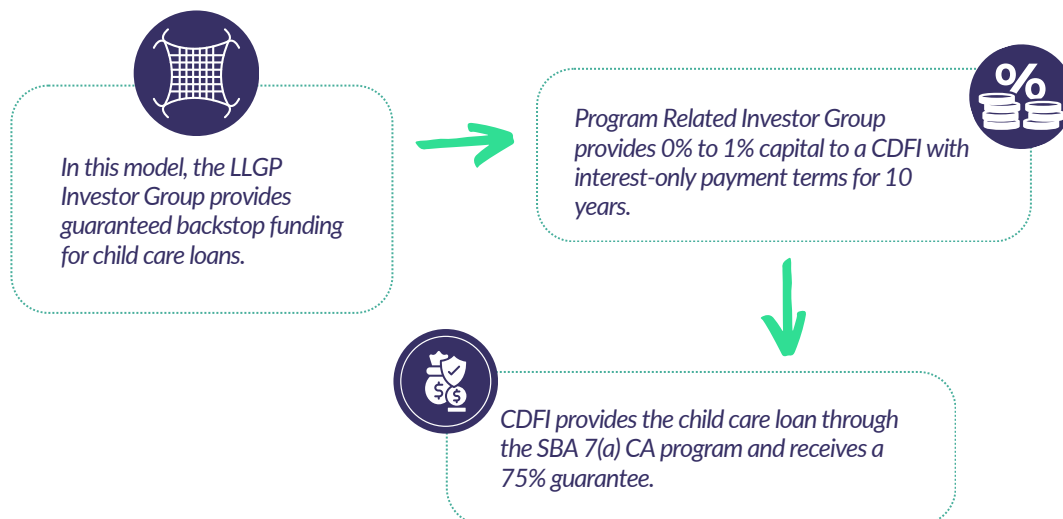 In this model, the LLGP
Investor Group provides
guaranteed backstop funding
for child care loans.
%
Program Related Investor Group
provides 0% to 1% capital to a CDFI with
interest-only payment terms for 10
years.
$
$
CDFI provides the child care loan through
the SBA 7(a) CA program and receives a
75% guarantee.